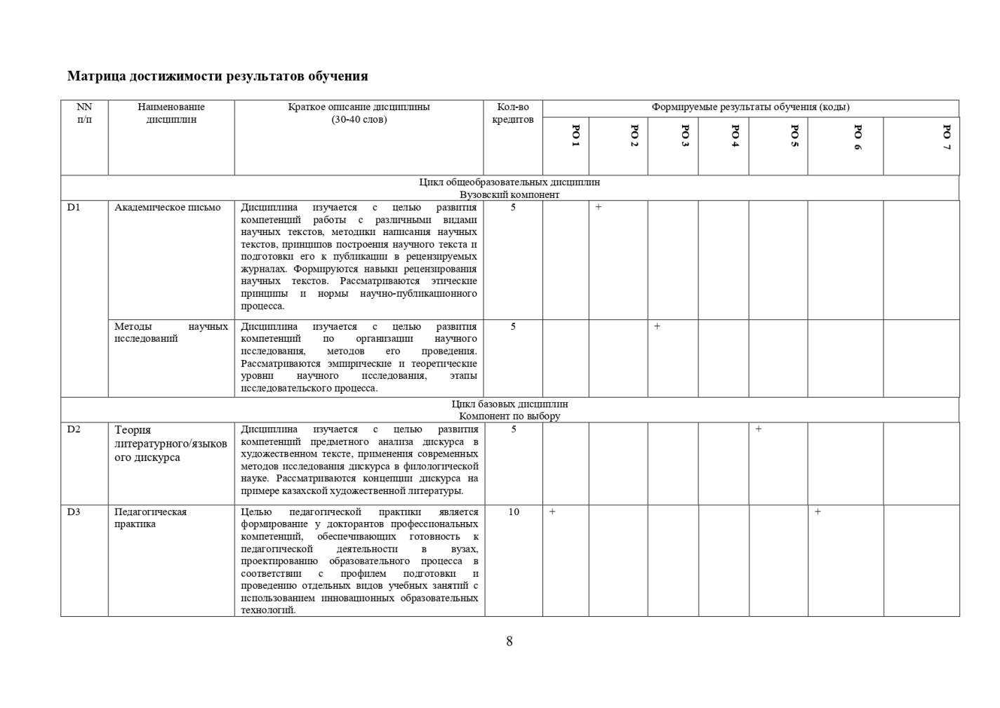 Матрица достижимости результатов обучения
NN
п/п
Наименование
дисциплин
Краткое описание дисциплины
(30-40 слов)
Кол-во
кредитов
Формируемые результаты обучения (коды)
РО 1
РО 2
РО 3
РО 4
РО 5
РО 6
РО 7
Цикл общеобразовательных дисциплин
Вузовский компонент
D1
Академическое письмо
Дисциплина изучается с целью развития
компетенций работы с различными видами
научных текстов, методики написания научных
текстов, принципов построения научного текста и
подготовки его к публикации в рецензируемых
журналах. Формируются навыки рецензирования
научных текстов. Рассматриваются этические
принципы и нормы научно-публикационного
процесса.
5
+
Методы научных
исследований
Дисциплина изучается с целью развития
компетенций по организации научного
исследования, методов его проведения.
Рассматриваются эмпирические и теоретические
уровни научного исследования, этапы
исследовательского процесса.
5
+
Цикл базовых дисциплин
Компонент по выбору
D2
Теория
литературного/языков
ого дискурса
Дисциплина изучается с целью развития
компетенций предметного анализа дискурса в
художественном тексте, применения современных
методов исследования дискурса в филологической
науке. Рассматриваются концепции дискурса на
примере казахской художественной литературы.
5
+
D3
Педагогическая
практика
Целью педагогической практики является
формирование у докторантов профессиональных
компетенций, обеспечивающих готовность к
педагогической деятельности в вузах,
проектированию образовательного процесса в
соответствии с профилем подготовки и
проведению отдельных видов учебных занятий с
использованием инновационных образовательных
технологий.
10
+
+
8